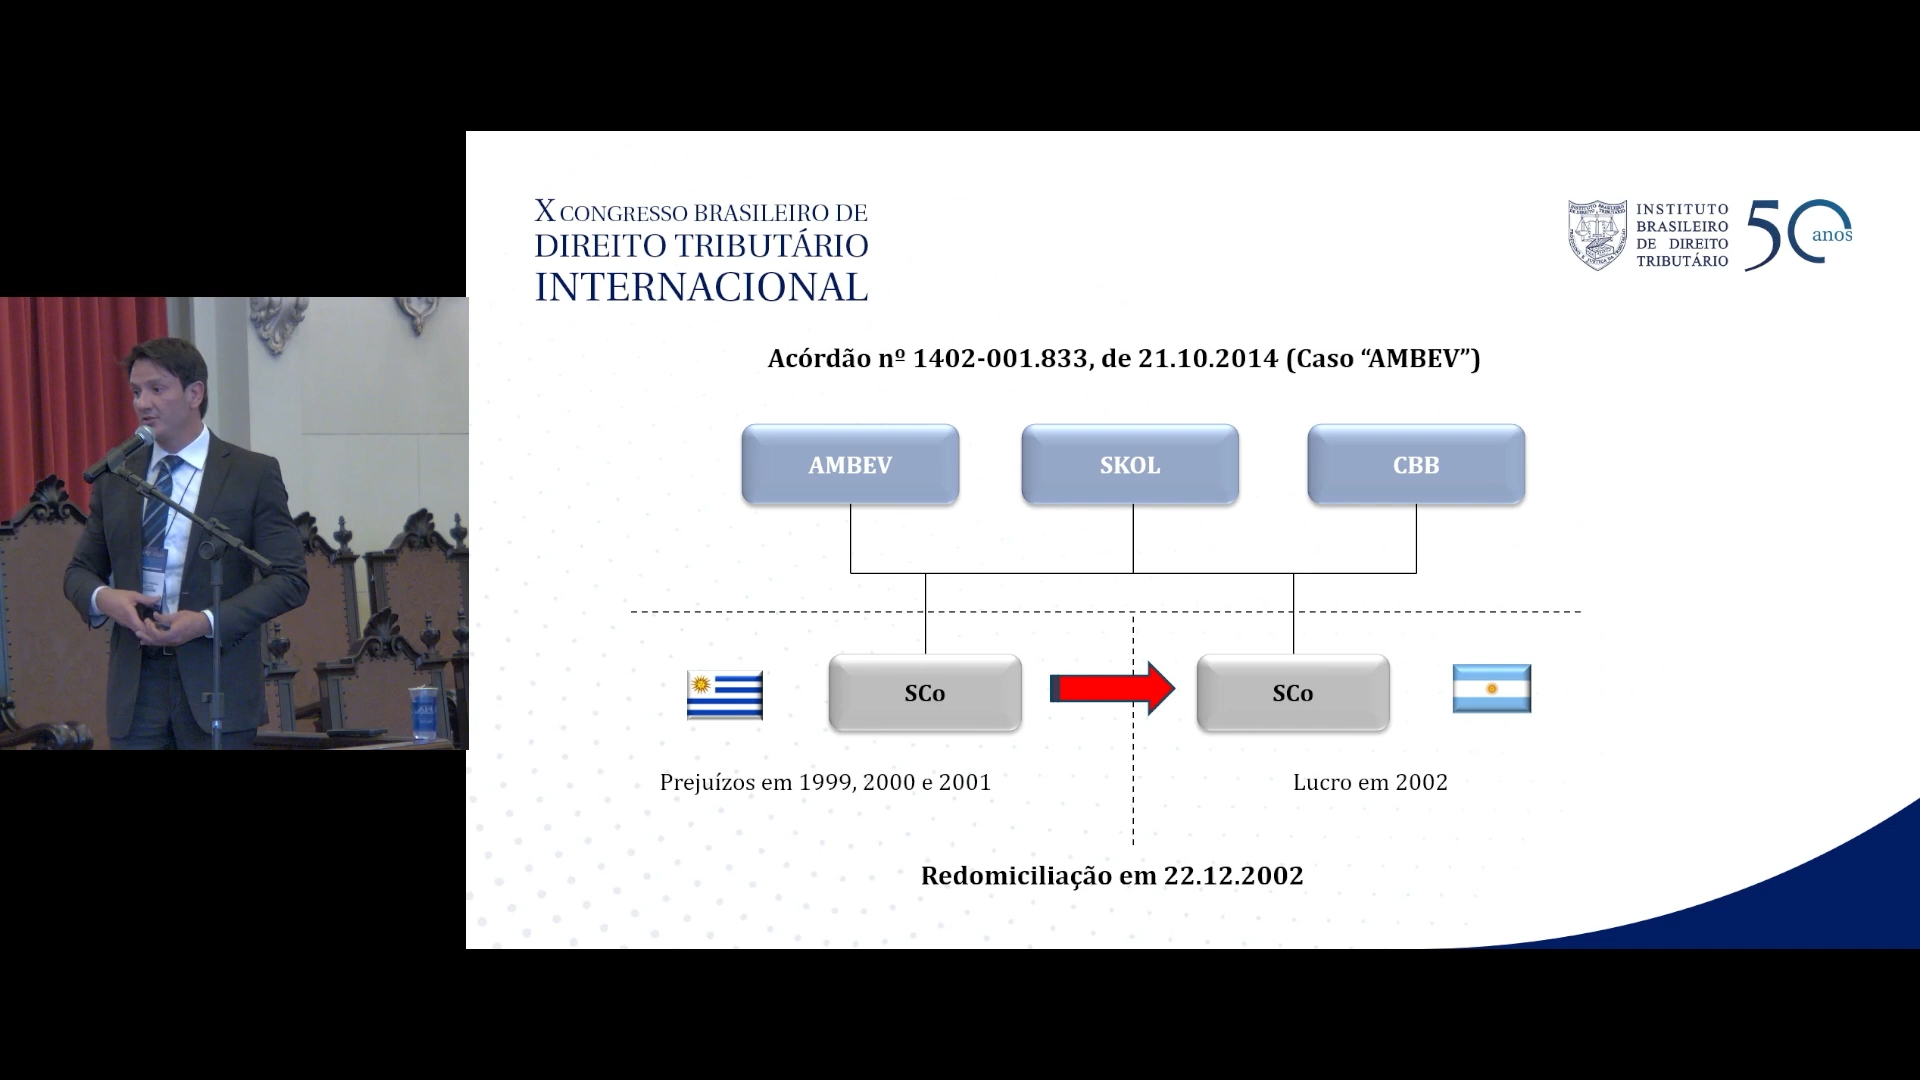 X CONGRESSO BRASILEIRO DE
DIREITO TRIBUTÁRIO
INTERNACIONAL
INSTITUTO
BRASILEIRO
DE DIREITO
TRIBUTÁRIO
50
anos
Acórdão nº 1402-001.833, de 21.10.2014 (Caso “AMBEV”)
AMBEV
SKOL
CBB
SCo
SCo
Prejuízos em 1999, 2000 e 2001
Lucro em 2002
Redomiciliação em 22.12.2002